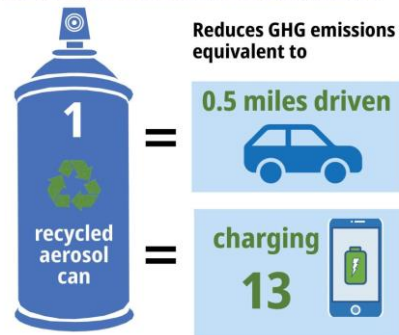 Reduces GHG emissions
equivalent to
1
recycled
aerosol
can
=
0.5 miles driven
=
charging
13